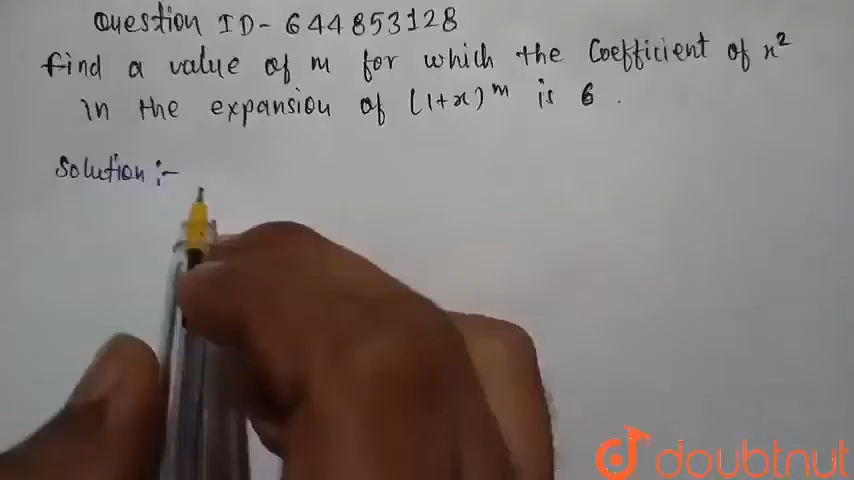 Question ID- 644853128
find a value of m for which the Coefficient of x²
in the expansion of (1+x)ᵐ is 6 .
Solution :-
doubtnut